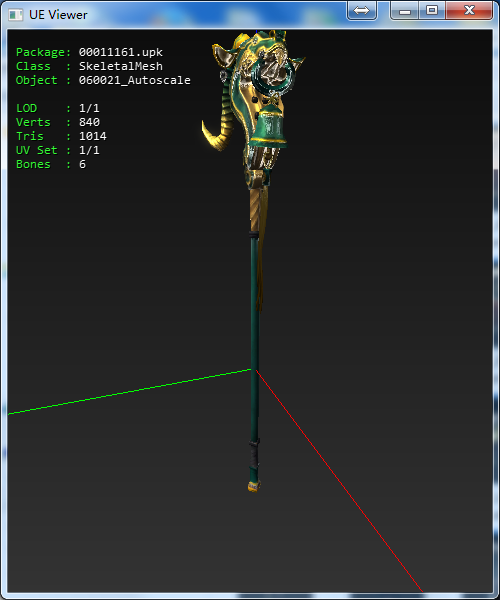 UE Viewer
Package: 00011161.upk
Class  : SkeletalMesh
Object : 060021_Autoscale
LOD    : 1/1
Verts  : 840
Tris   : 1014
UV Set : 1/1
Bones  : 6